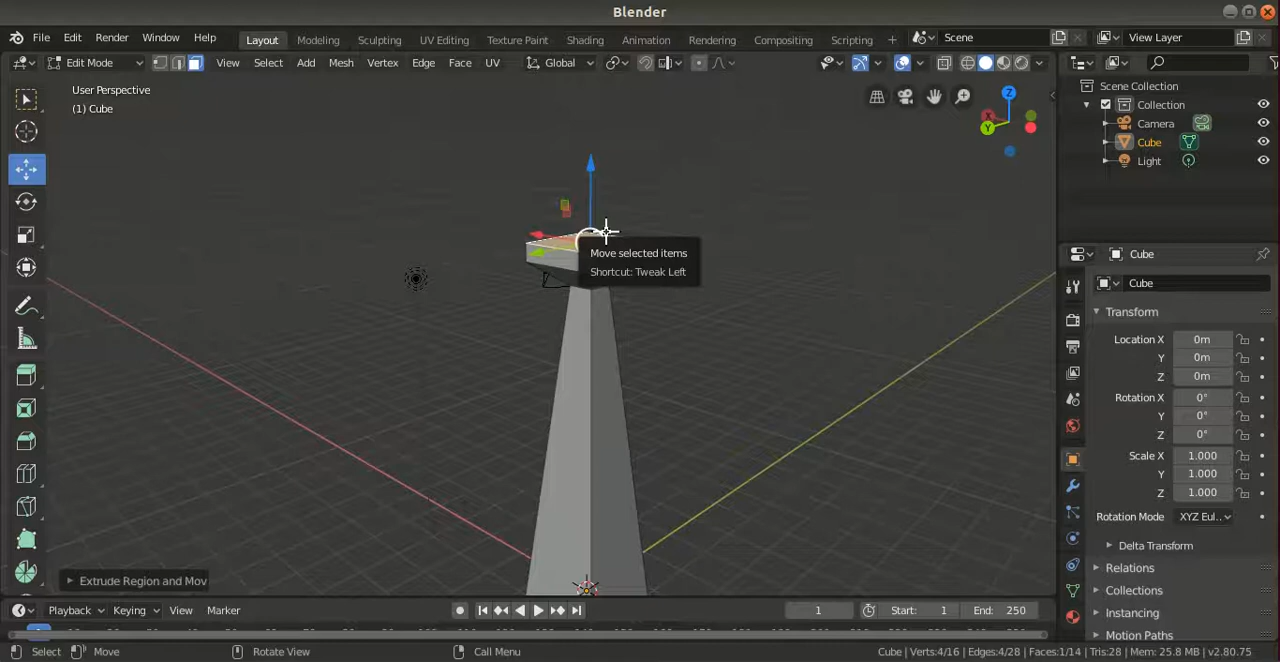 Blender
File Edit Render Window Help Layout Modeling Sculpting UV Editing Texture Paint Shading Animation Rendering Compositing Scripting + Scene View Layer
Edit Mode View Select Add Mesh Vertex Edge Face UV Global
User Perspective
(1) Cube
Z
X
Y
Scene Collection
Collection
Camera
Cube
Light
Move selected items
Shortcut: Tweak Left
Cube
Cube
Transform
Location X 0m
Y 0m
Z 0m
Rotation X 0°
Y 0°
Z 0°
Scale X 1.000
Y 1.000
Z 1.000
Rotation Mode XYZ Eul..
Delta Transform
Relations
Collections
Instancing
Motion Paths
Extrude Region and Mov
Playback Keying View Marker 1 Start: 1 End: 250
Select Move Rotate View Call Menu Cube | Verts:4/16 | Edges:4/28 | Faces:1/14 | Tris:28 | Mem: 25.8 MB | v2.80.75